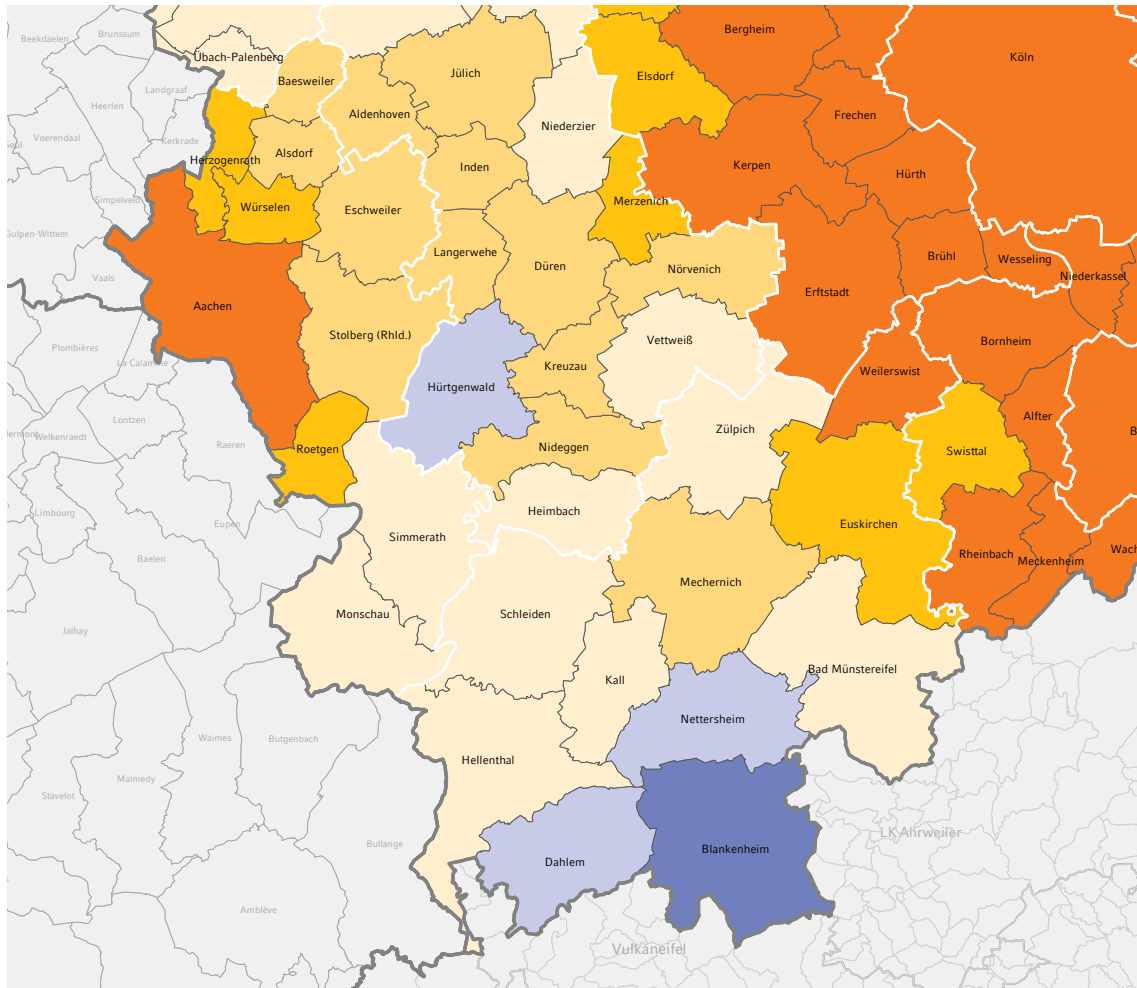 Bergheim
Brunssum
Beekdaelen
Übach-Palenberg
Köln
Jülich
Elsdorf
Baesweiler
Landgraaf
Heerlen
Aldenhoven
Frechen
Niederzier
Voerendaal
Kerkrade
Alsdorf
Herzogenrath
Inden
Kerpen
Hürth
Simpelveld
Merzenich
Würselen
Eschweiler
Gulpen-Wittem
Langerwehe
Brühl
Wesseling
Düren
Nörvenich
Niederkassel
Vaals
Erftstadt
Aachen
Stolberg (Rhld.)
Vettweiß
Bornheim
Plombières
La Calamine
Kreuzau
Weilerswist
Hürtgenwald
Alfter
Lontzen
Zülpich
B
Welkenraedt
Raeren
Roetgen
Nideggen
Swisttal
Limbourg
Heimbach
Eupen
Euskirchen
Simmerath
Wach
Rheinbach
Baelen
Meckenheim
Mechernich
Monschau
Schleiden
Jalhay
Bad Münstereifel
Kall
Nettersheim
Waimes
Butgenbach
Hellenthal
Malmedy
Stavelot
LK Ahrweiler
Bullange
Blankenheim
Dahlem
Amblève
Vulkaneifel